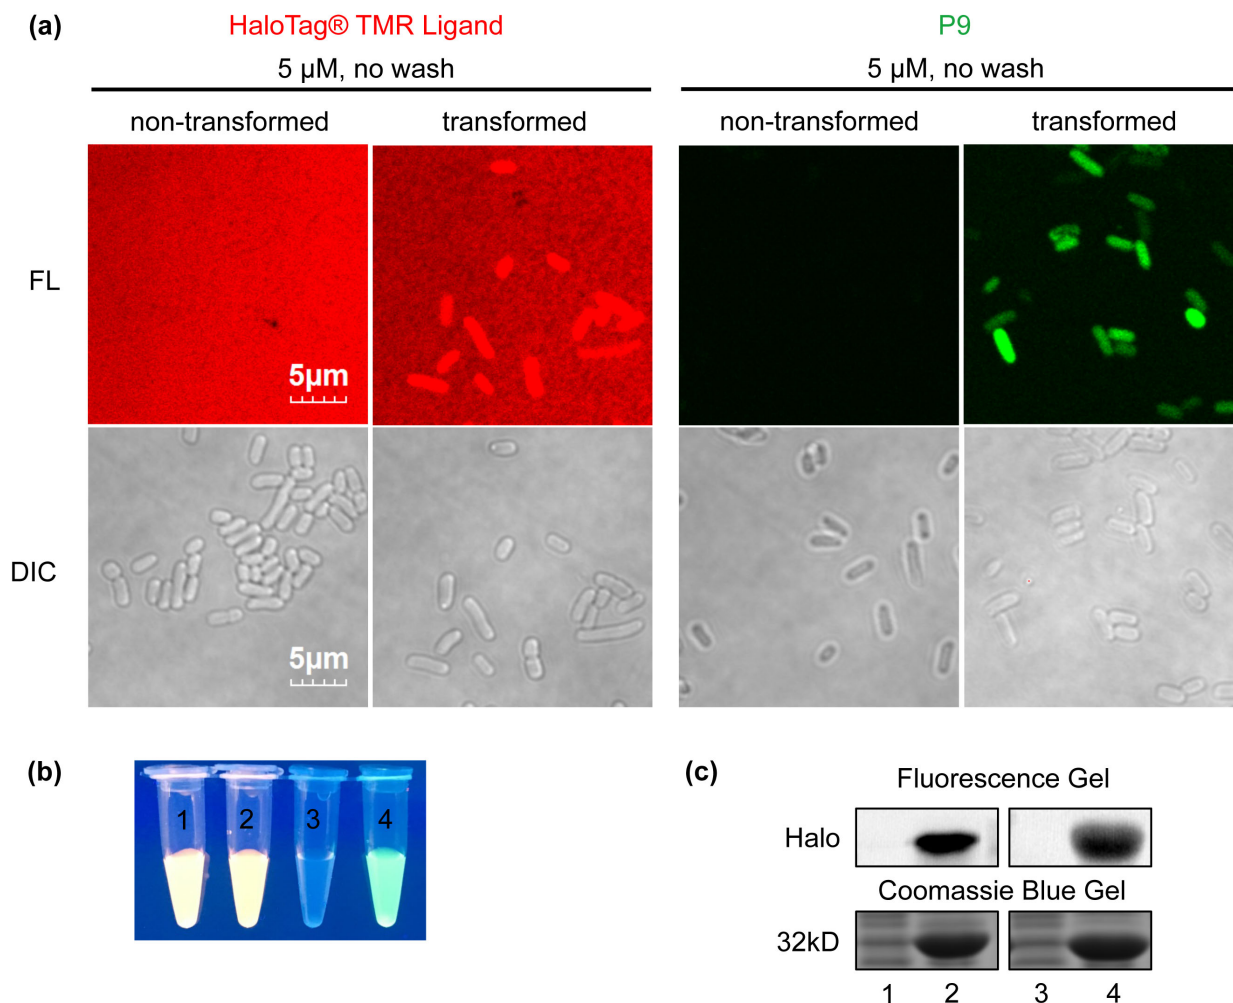 (a)
HaloTag® TMR Ligand
P9
5 µM, no wash
5 µM, no wash
non-transformed
transformed
non-transformed
transformed
FL
5µm
DIC
5µm
(b)
1 2 3 4
(c)
Fluorescence Gel
Halo
Coomassie Blue Gel
32kD
1 2 3 4